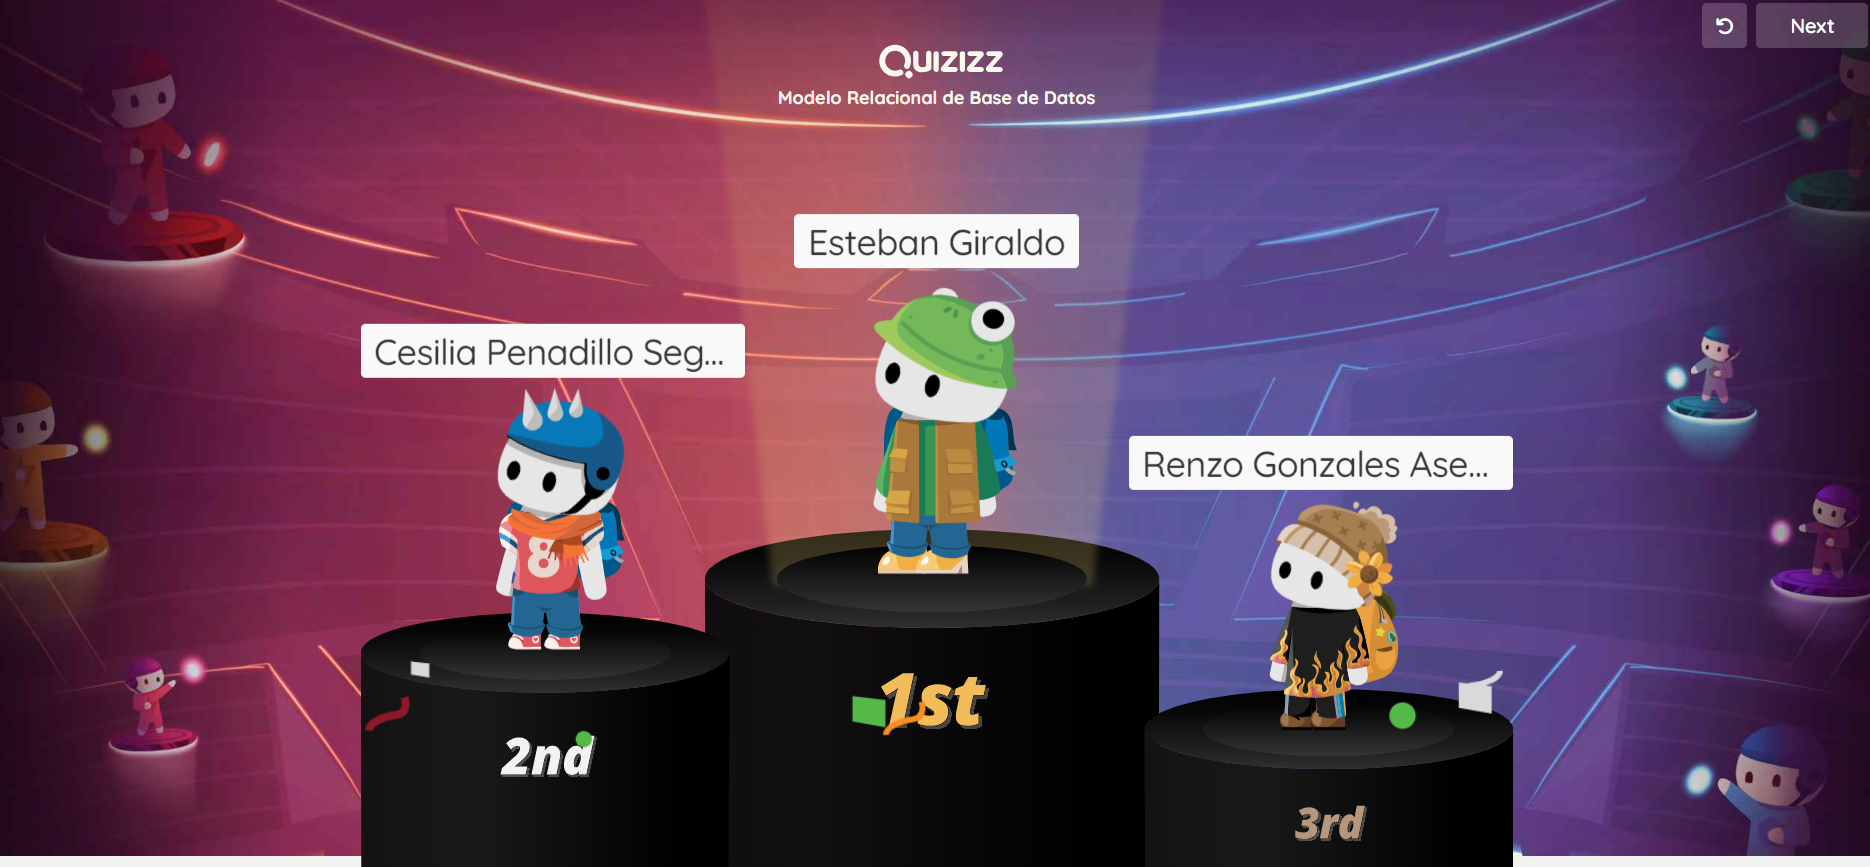 Next
QUIZIZZ
Modelo Relacional de Base de Datos
Esteban Giraldo
Cesilia Penadillo Seg...
Renzo Gonzales Ase...
8
1st
2nd
3rd